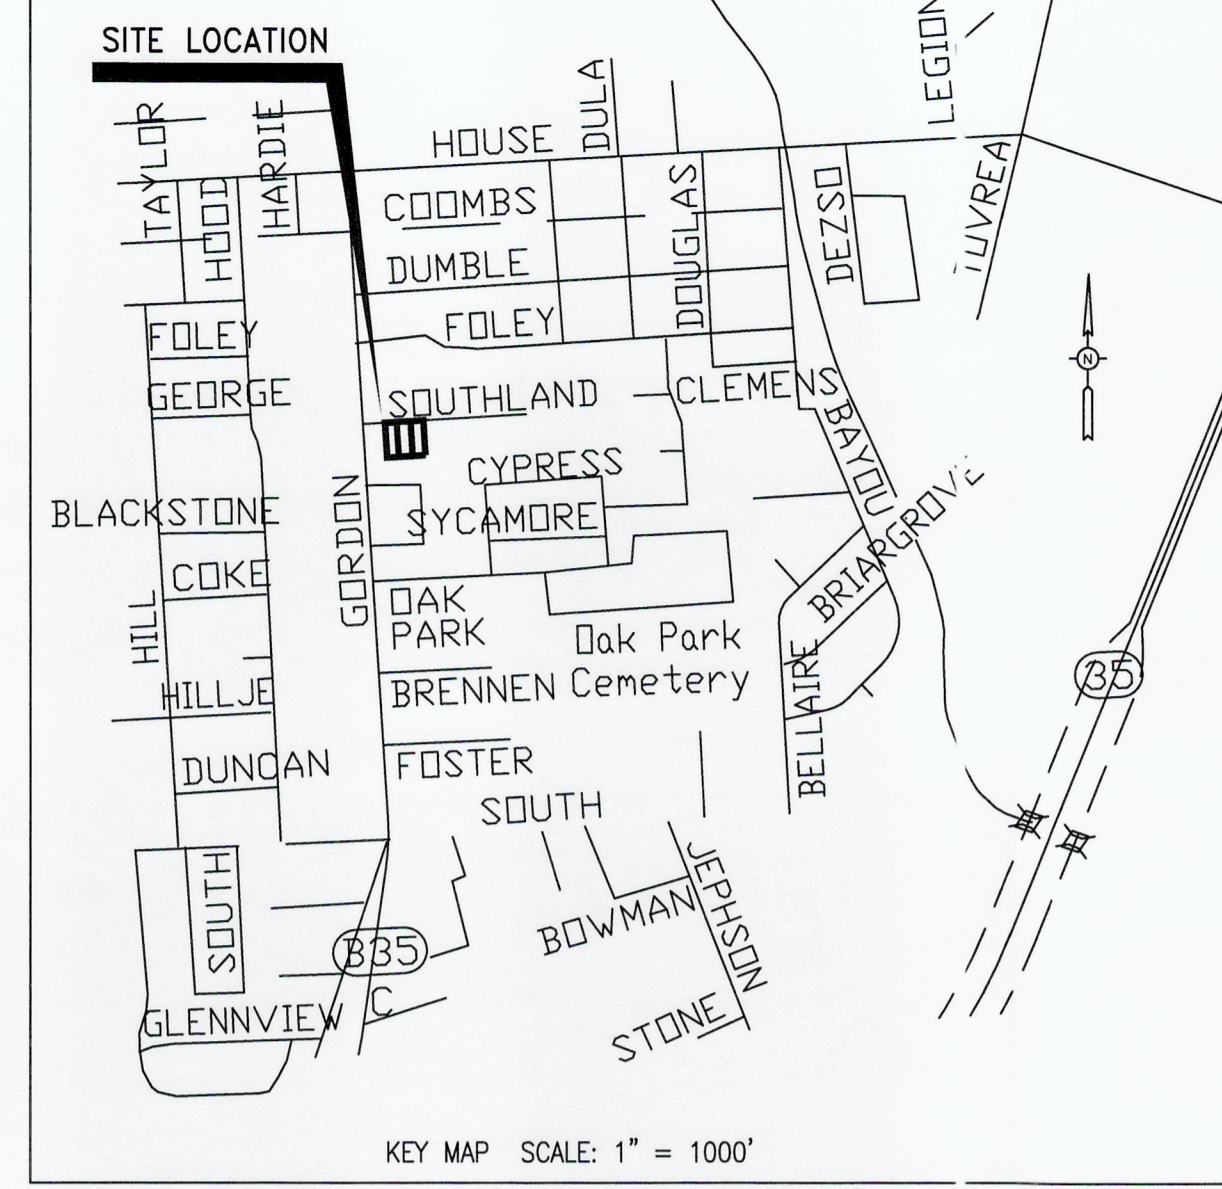 SITE LOCATION
LEGION
TAYLOR
HARDIE
HOUSE
DULA
HOOD
COOMBS
DOUGLAS
DEZSO
TUVREA
DUMBLE
FOLEY
FOLEY
GEORGE
SOUTHLAND
CLEMENS
BAYOU
N
CYPRESS
BLACKSTONE
GORDON
SYCAMORE
BRIARGROVE
COKE
OAK
PARK
HILL
Oak Park
Cemetery
BELLAIRE
35
HILLJE
BRENNEN
DUNCAN
FOSTER
SOUTH
SOUTH
JEPHSON
BOWMAN
B35
C
GLENNVIEW
STONE
KEY MAP SCALE: 1" = 1000'